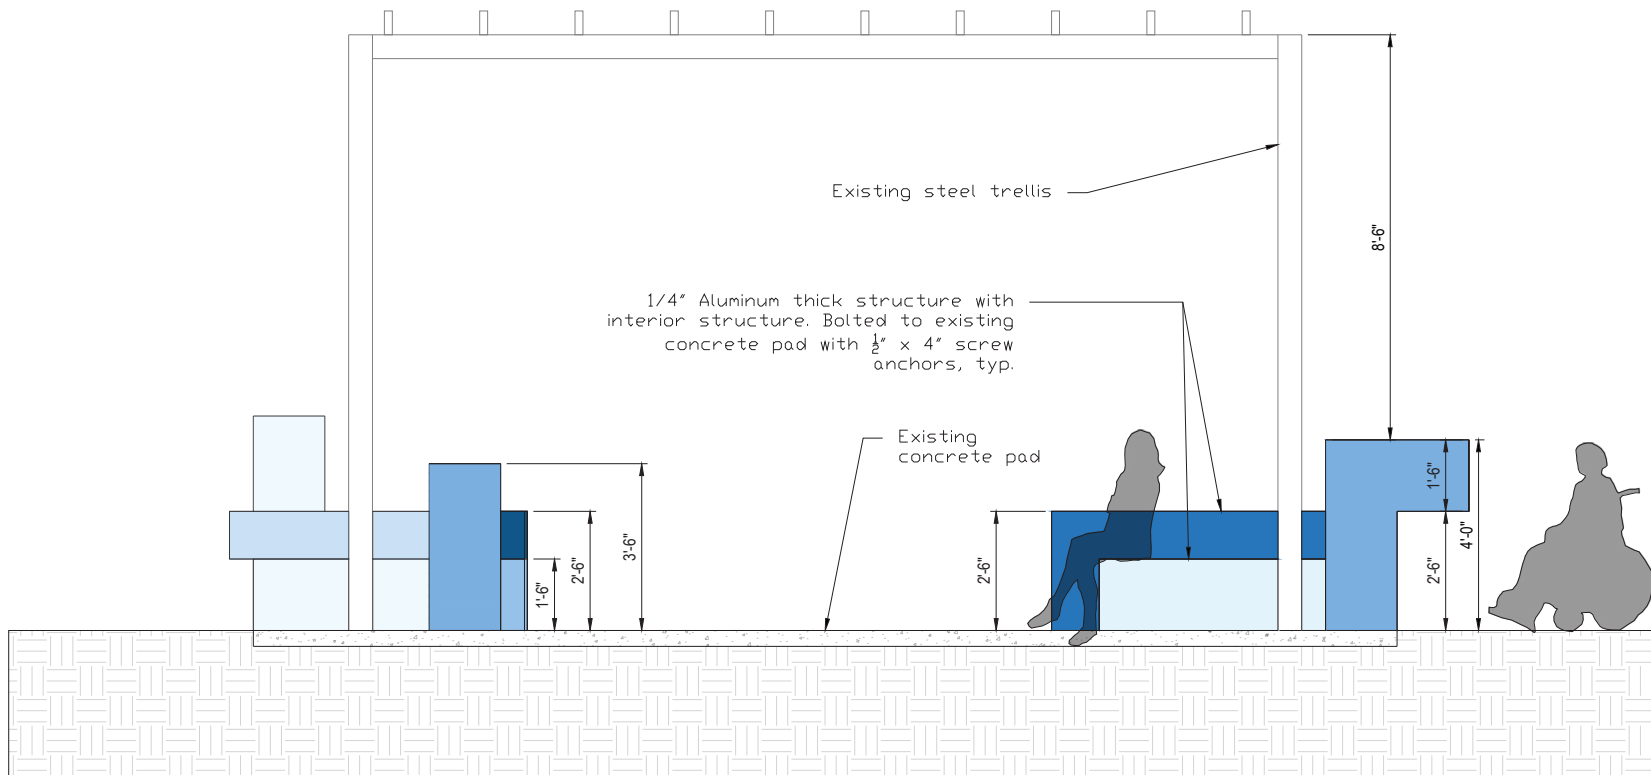 Existing steel trellis
8'-6"
1/4" Aluminum thick structure with
interior structure. Bolted to existing
concrete pad with ½" x 4" screw
anchors, typ.
Existing
concrete pad
1'-6"
2'-6"
3'-6"
2'-6"
1'-6"
2'-6"
4'-0"